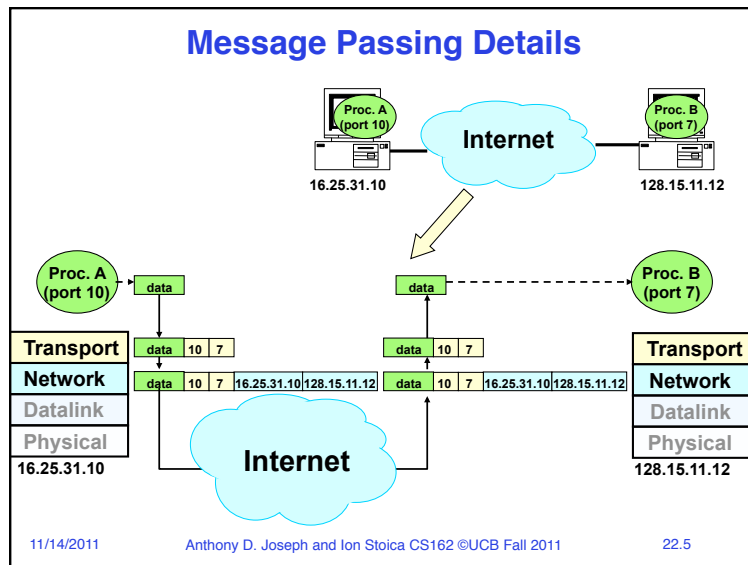 Message Passing Details
Proc. A
(port 10)
Internet
Proc. B
(port 7)
16.25.31.10
128.15.11.12
Proc. A
(port 10)
data
data
Proc. B
(port 7)
Transport
data 10 7
data 10 7
Transport
Network
data 10 7 16.25.31.10 128.15.11.12
data 10 7 16.25.31.10 128.15.11.12
Network
Datalink
Datalink
Physical
Internet
Physical
16.25.31.10
128.15.11.12
11/14/2011
Anthony D. Joseph and Ion Stoica CS162 ©UCB Fall 2011
22.5